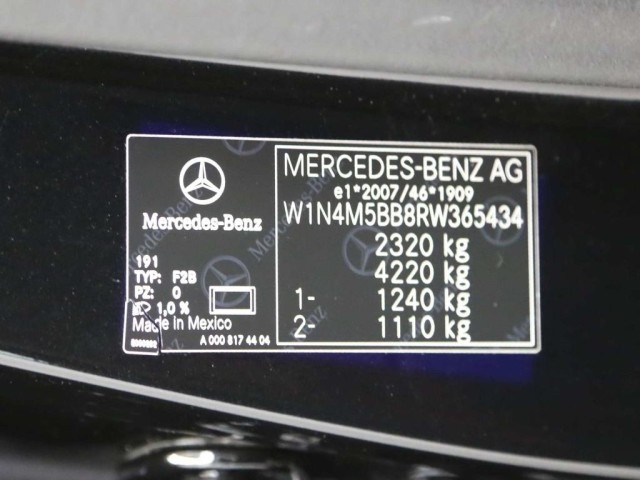 MERCEDES-BENZ AG
e1*2007/46*1909
W1N4M5BB8RW365434
2320 kg
4220 kg
1- 1240 kg
2- 1110 kg
Mercedes-Benz
191
TYP: F2B
PZ: 0
1,0 %
Made in Mexico
A 000 817 44 04